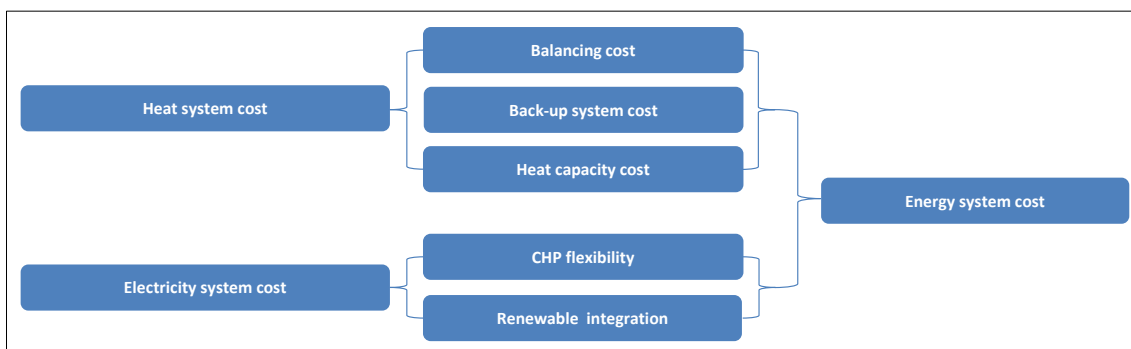 Balancing cost
Heat system cost
Back-up system cost
Heat capacity cost
Energy system cost
CHP flexibility
Electricity system cost
Renewable  integration